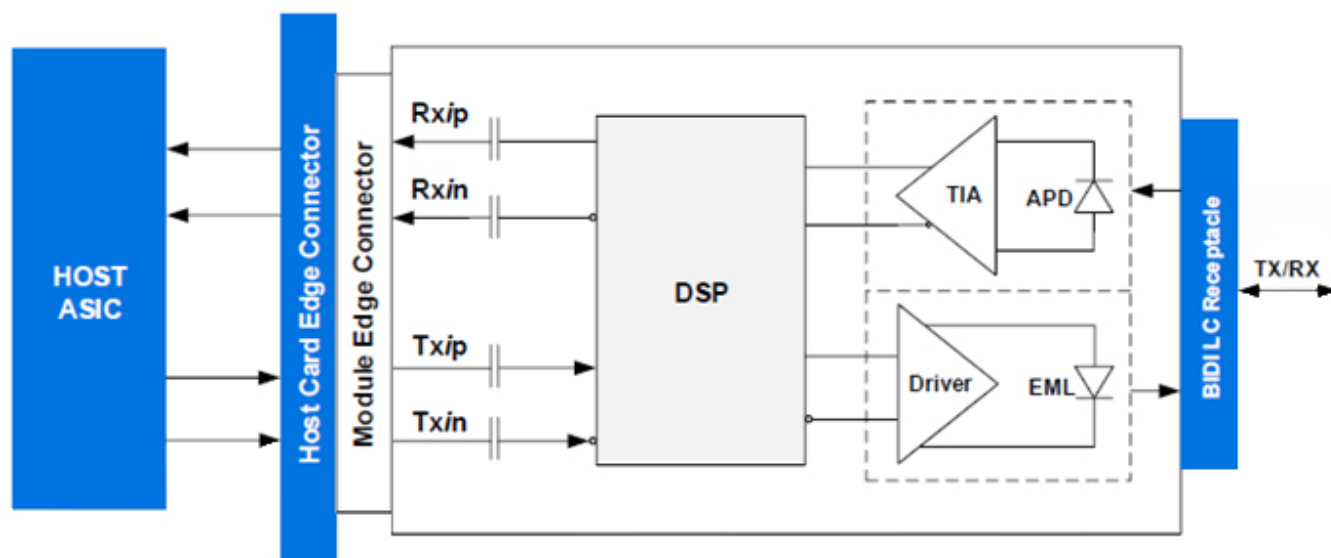 HOST
ASIC
Host Card Edge Connector
Module Edge Connector
Rxip
Rxin
Txip
Txin
DSP
TIA
APD
Driver
EML
BIDI LC Receptacle
TX/RX